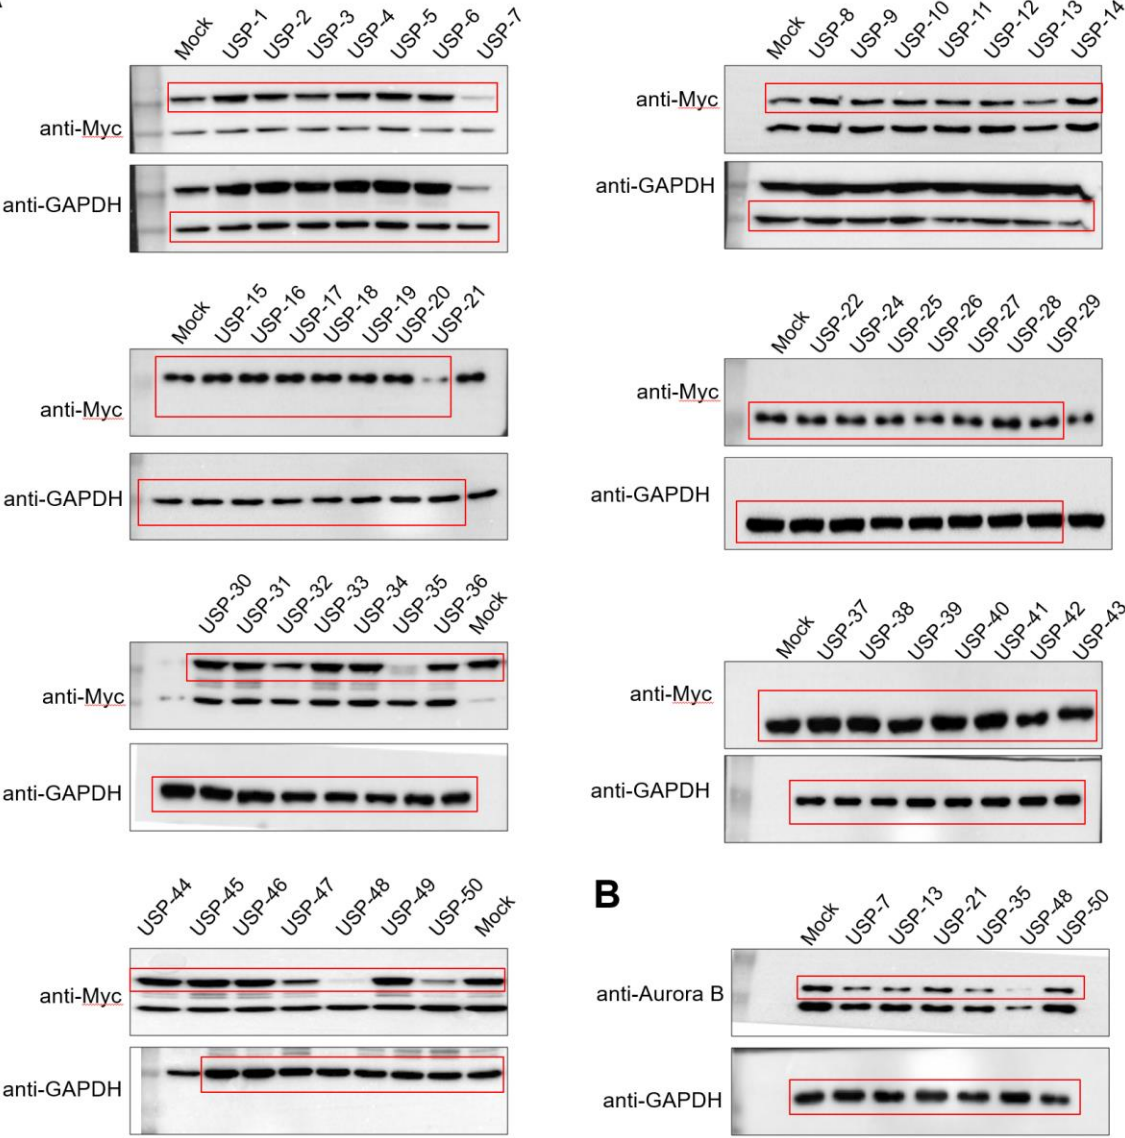 Mock USP-1 USP-2 USP-3 USP-4 USP-5 USP-6 USP-7
anti-Myc
anti-GAPDH
Mock USP-8 USP-9 USP-10 USP-11 USP-12 USP-13 USP-14
anti-Myc
anti-GAPDH
Mock USP-15 USP-16 USP-17 USP-18 USP-19 USP-20 USP-21
anti-Myc
anti-GAPDH
Mock USP-22 USP-24 USP-25 USP-26 USP-27 USP-28 USP-29
anti-Myc
anti-GAPDH
USP-30 USP-31 USP-32 USP-33 USP-34 USP-35 USP-36 Mock
anti-Myc
anti-GAPDH
Mock USP-37 USP-38 USP-39 USP-40 USP-41 USP-42 USP-43
anti-Myc
anti-GAPDH
USP-44 USP-45 USP-46 USP-47 USP-48 USP-49 USP-50 Mock
anti-Myc
anti-GAPDH
B
Mock USP-7 USP-13 USP-21 USP-35 USP-48 USP-50
anti-Aurora B
anti-GAPDH